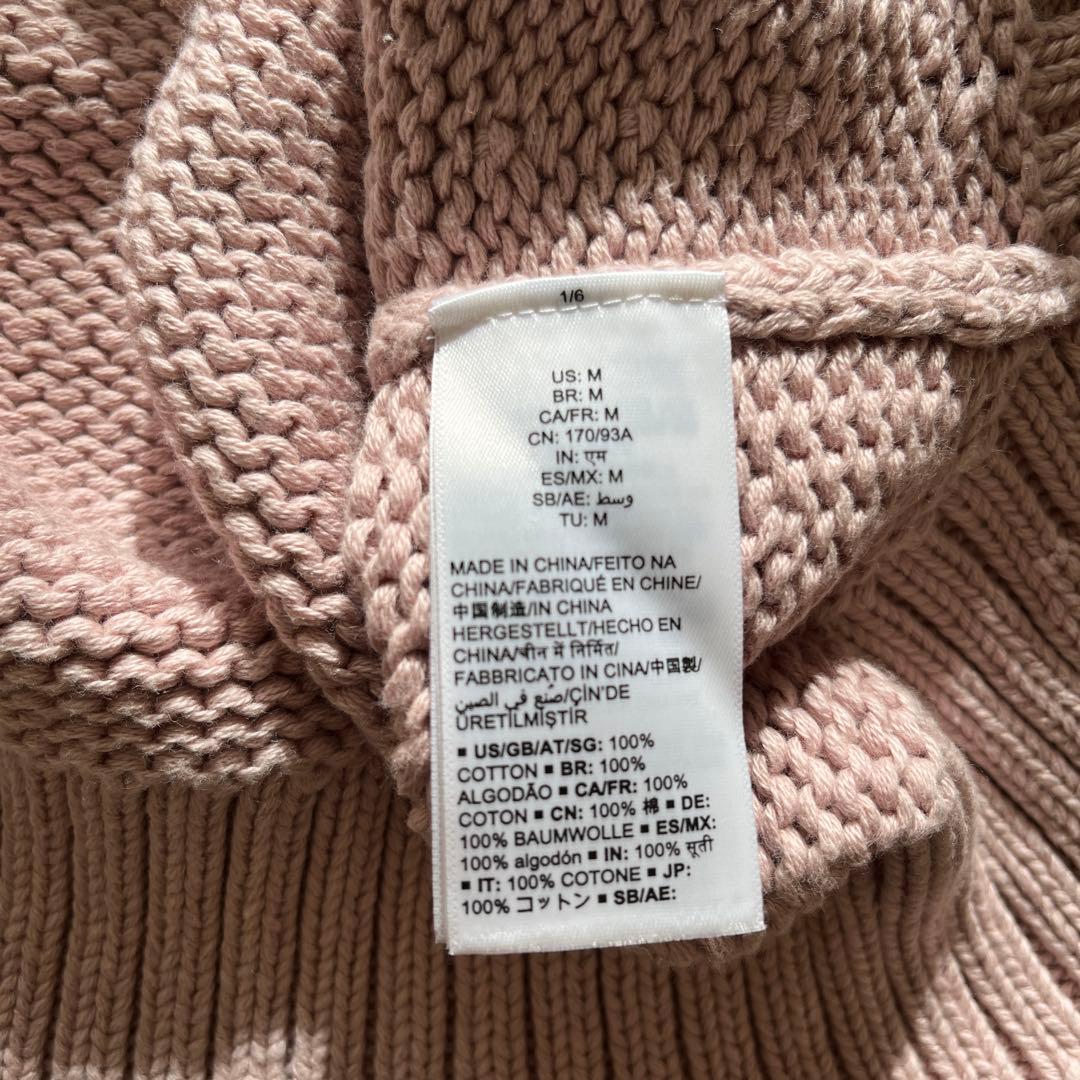 1/6
US: M
BR: M
CA/FR: M
CN: 170/93A
IN: एम
ES/MX: M
SB/AE: وسط
TU: M
MADE IN CHINA/FEITO NA
CHINA/FABRIQUÉ EN CHINE/
中国制造/IN CHINA
HERGESTELLT/HECHO EN
CHINA/चीन में निर्मित/
FABBRICATO IN CINA/中国製/
صُنع في الصين/ÇİN'DE
ÜRETİLMİŞTİR
▪ US/GB/AT/SG: 100%
COTTON ▪ BR: 100%
ALGODÃO ▪ CA/FR: 100%
COTON ▪ CN: 100% 棉 ▪ DE:
100% BAUMWOLLE ▪ ES/MX:
100% algodón ▪ IN: 100% सूती
▪ IT: 100% COTONE ▪ JP:
100% コットン ▪ SB/AE: